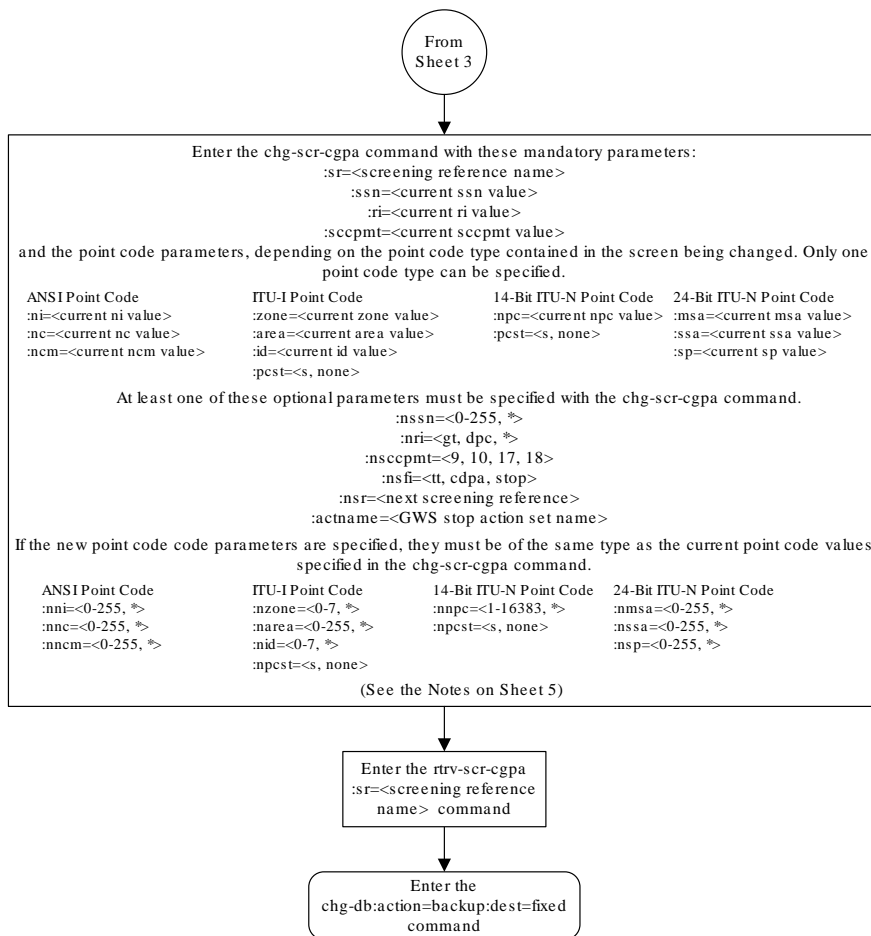 From
Sheet 3
Enter the chg-scr-cgpa command with these mandatory parameters:
:sr=<screening reference name>
:ssn=<current ssn value>
:ri=<current ri value>
:sccpmt=<current sccpmt value>
and the point code parameters, depending on the point code type contained in the screen being changed. Only one
point code type can be specified.
ANSI Point Code
:ni=<current ni value>
:nc=<current nc value>
:ncm=<current ncm value>
ITU-I Point Code
:zone=<current zone value>
:area=<current area value>
:id=<current id value>
:pcst=<s, none>
14-Bit ITU-N Point Code
:npc=<current npc value>
:pcst=<s, none>
24-Bit ITU-N Point Code
:msa=<current msa value>
:ssa=<current ssa value>
:sp=<current sp value>
At least one of these optional parameters must be specified with the chg-scr-cgpa command.
:nssn=<0-255, *>
:nri=<gt, dpc, *>
:nsccpmt=<9, 10, 17, 18>
:nsfi=<tt, cdpa, stop>
:nsr=<next screening reference>
:actname=<GWS stop action set name>
If the new point code code parameters are specified, they must be of the same type as the current point code values
specified in the chg-scr-cgpa command.
ANSI Point Code
:nni=<0-255, *>
:nnc=<0-255, *>
:nncm=<0-255, *>
ITU-I Point Code
:nzone=<0-7, *>
:narea=<0-255, *>
:nid=<0-7, *>
:npcst=<s, none>
14-Bit ITU-N Point Code
:nnpc=<1-16383, *>
:npcst=<s, none>
24-Bit ITU-N Point Code
:nmsa=<0-255, *>
:nssa=<0-255, *>
:nsp=<0-255, *>
(See the Notes on Sheet 5)
Enter the rtrv-scr-cgpa
:sr=<screening reference
name> command
Enter the
chg-db:action=backup:dest=fixed
command